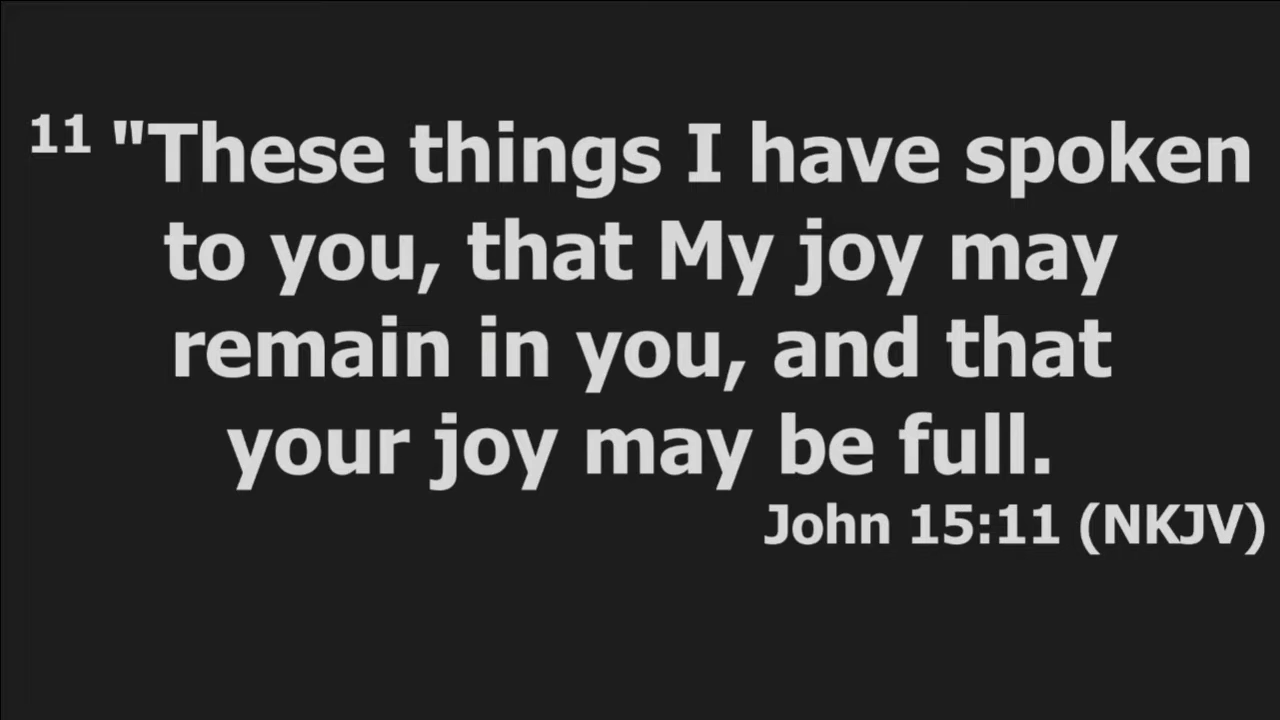 11 "These things I have spoken
to you, that My joy may
remain in you, and that
your joy may be full.
John 15:11 (NKJV)